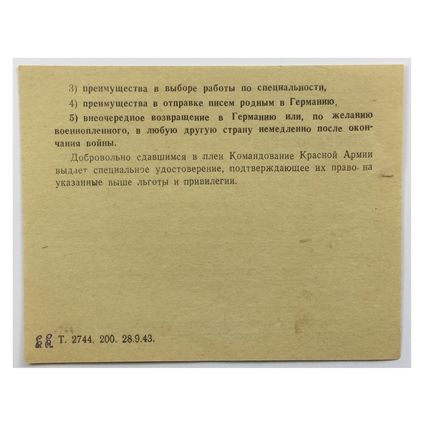 3) преимущества в выборе работы по специальности,
4) преимущества в отправке писем родным в Германию,
5) внеочередное возвращение в Германию или, по желанию
военнопленного, в любую другую страну немедленно после окон-
чания войны.
Добровольно сдавшимся в плен Командование Красной Армии
выдает специальное удостоверение, подтверждающее их право на
указанные выше льготы и привилегии.
Т. 2744. 200. 28.9.43.